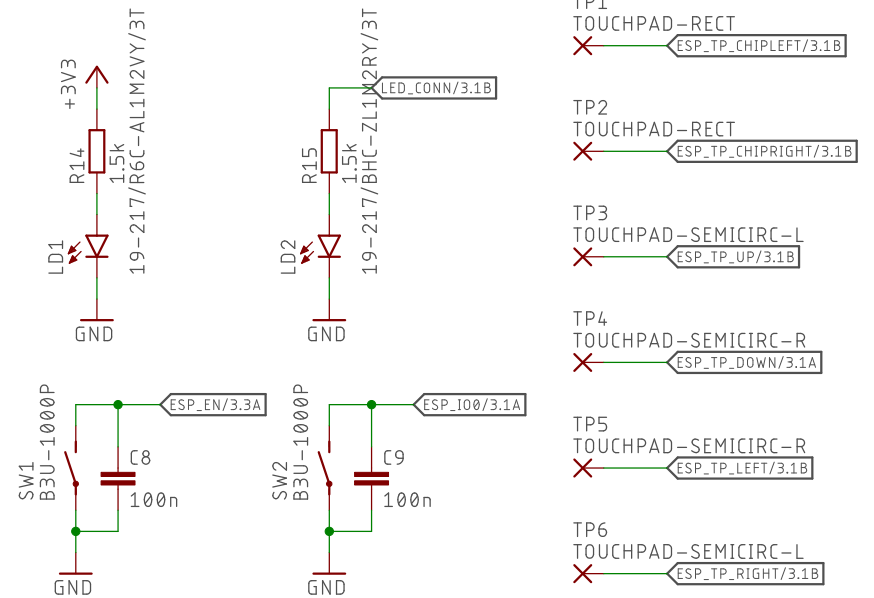 +3V3
R14
1.5k
19-217/R6C-AL1M2VY/3T
LD1
GND
LED_CONN/3.1B
R15
1.5k
19-217/BHC-ZL1M2RY/3T
LD2
GND
ESP_EN/3.3A
SW1
B3U-1000P
C8
100n
GND
ESP_IO0/3.1A
SW2
B3U-1000P
C9
100n
GND
TP1
TOUCHPAD-RECT
ESP_TP_CHIPLEFT/3.1B
TP2
TOUCHPAD-RECT
ESP_TP_CHIPRIGHT/3.1B
TP3
TOUCHPAD-SEMICIRC-L
ESP_TP_UP/3.1B
TP4
TOUCHPAD-SEMICIRC-R
ESP_TP_DOWN/3.1A
TP5
TOUCHPAD-SEMICIRC-R
ESP_TP_LEFT/3.1B
TP6
TOUCHPAD-SEMICIRC-L
ESP_TP_RIGHT/3.1B